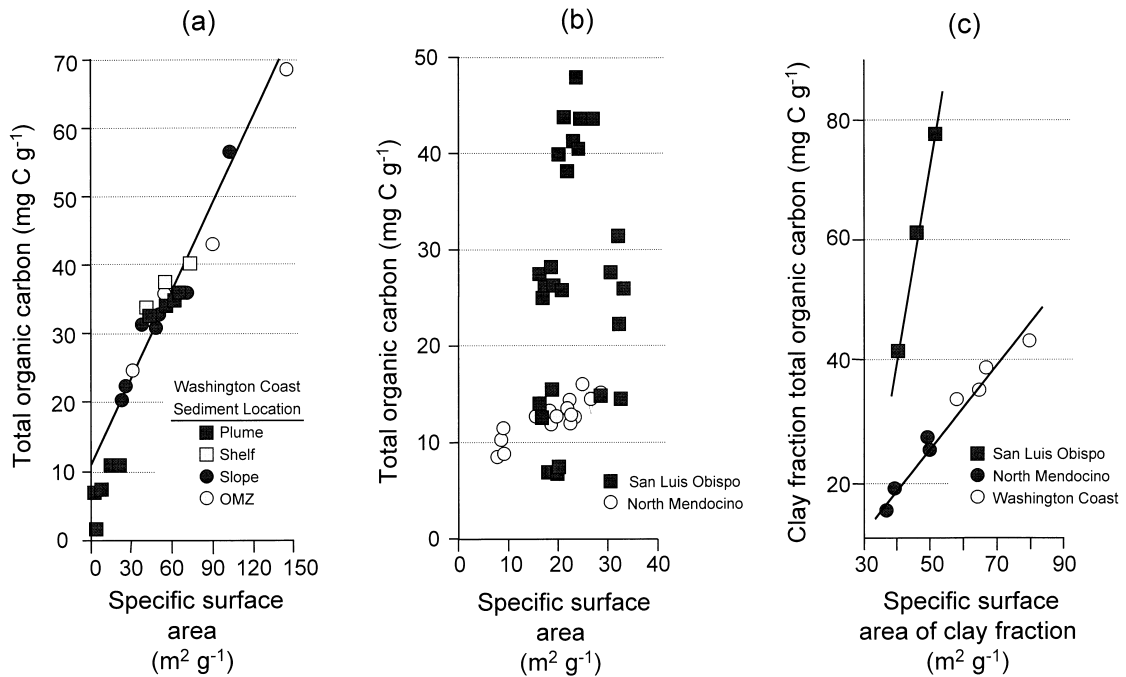 (a)
Total organic carbon (mg C g-1)
70
60
50
40
30
20
10
0
Washington Coast
Sediment Location
Plume
Shelf
Slope
OMZ
0 30 60 90 120 150
Specific surface
area
(m2 g-1)
(b)
Total organic carbon (mg C g-1)
50
40
30
20
10
0
San Luis Obispo
North Mendocino
0 10 20 30 40
Specific surface
area
(m2 g-1)
(c)
Clay fraction total organic carbon (mg C g-1)
80
60
40
20
San Luis Obispo
North Mendocino
Washington Coast
30 50 70 90
Specific surface
area of clay fraction
(m2 g-1)